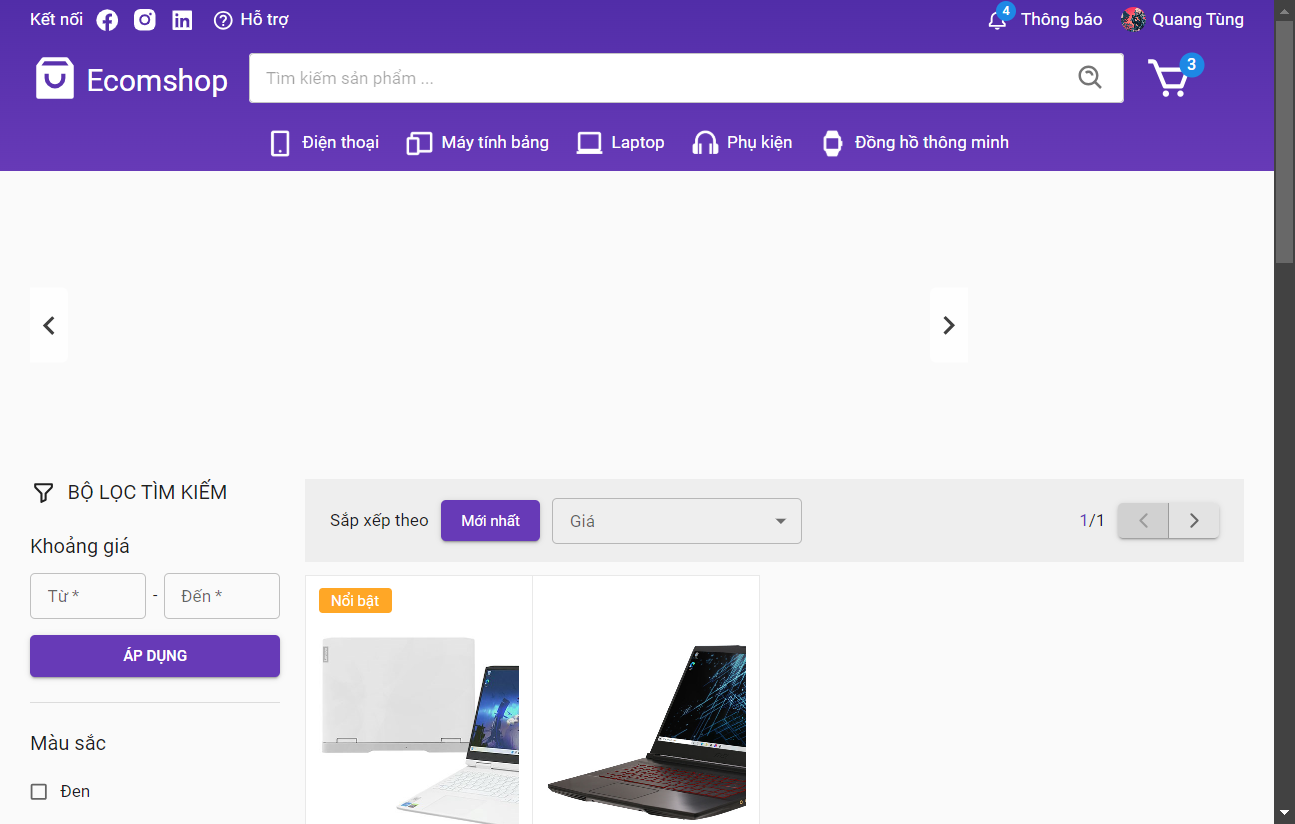 Kết nối
Hỗ trợ
4
Thông báo
Quang Tùng
Ecomshop
Tìm kiếm sản phẩm ...
3
Điện thoại
Máy tính bảng
Laptop
Phụ kiện
Đồng hồ thông minh
BỘ LỌC TÌM KIẾM
Khoảng giá
Từ * - Đến *
ÁP DỤNG
Màu sắc
Đen
Sắp xếp theo
Mới nhất
Giá
1/1
Nổi bật